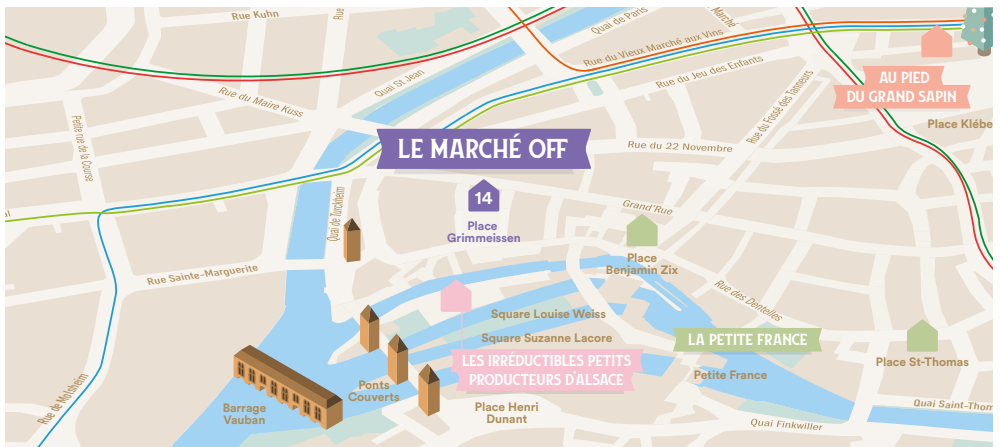 Rue Kuhn
Rue
Quai de Paris
Marché
Rue du Vieux Marché aux Vins
Quai St Jean
Rue du Jeu des Enfants
Rue du Maire Kuss
Rue du Fossé des Tanneurs
AU PIED
DU GRAND SAPIN
Place Klébe
Petite rue de la Course
LE MARCHÉ OFF
Rue du 22 Novembre
14
Place
Grimmeissen
Quai de Turckheim
Grand'Rue
Place
Benjamin Zix
Rue Sainte-Marguerite
Rue des Dentelles
Square Louise Weiss
Square Suzanne Lacore
LA PETITE FRANCE
LES IRRÉDUCTIBLES PETITS
PRODUCTEURS D'ALSACE
Place St-Thomas
Petite France
Ponts
Couverts
Barrage
Vauban
Rue de Molsheim
Place Henri
Dunant
Quai Finkwiller
Quai Saint-Thom